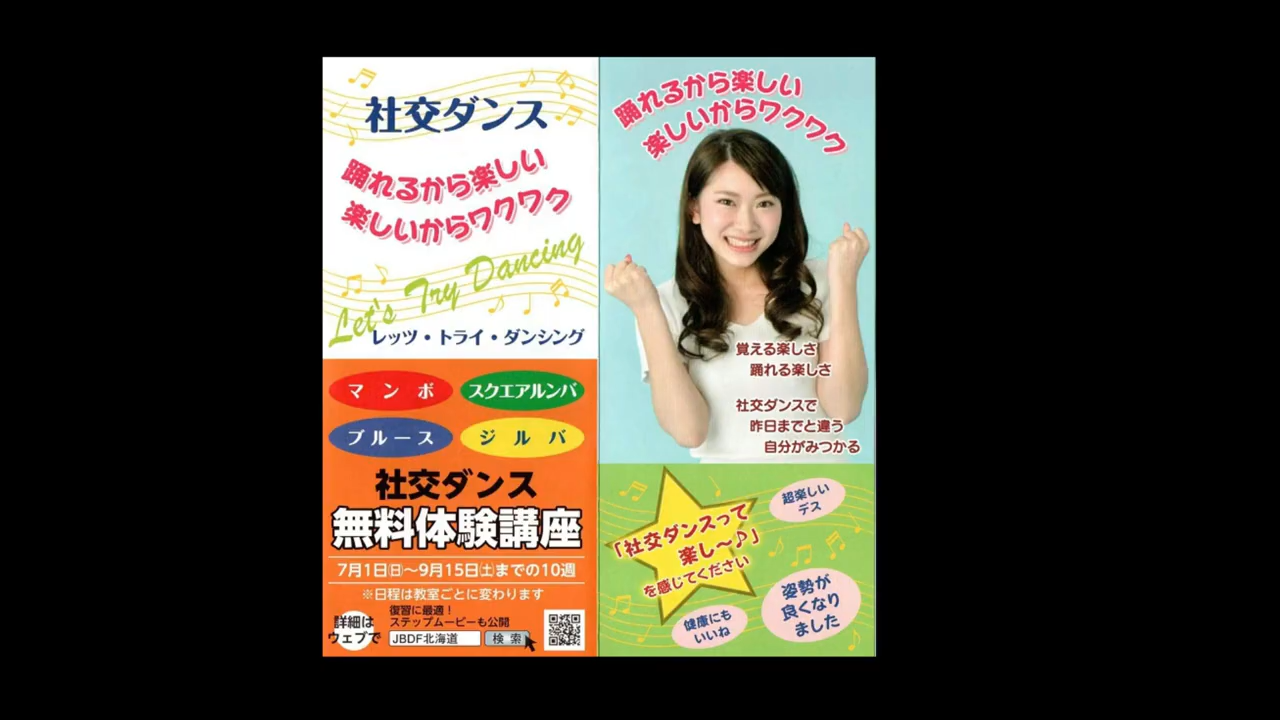 社交ダンス
踊れるから楽しい
楽しいからワクワク
Let's Try Dancing
レッツ・トライ・ダンシング
マンボ
スクエアルンバ
ブルース
ジルバ
社交ダンス
無料体験講座
7月1日㈰〜9月15日㈯までの10週
※日程は教室ごとに変わります
詳細は
ウェブで
復習に最適！
ステップムービーも公開
JBDF北海道
検索
踊れるから楽しい
楽しいからワクワク
覚える楽しさ
踊れる楽しさ
社交ダンスで
昨日までと違う
自分がみつかる
「社交ダンスって
楽し〜♪」
を感じてください
超楽しい
デス
姿勢が
良くなり
ました
健康にも
いいね